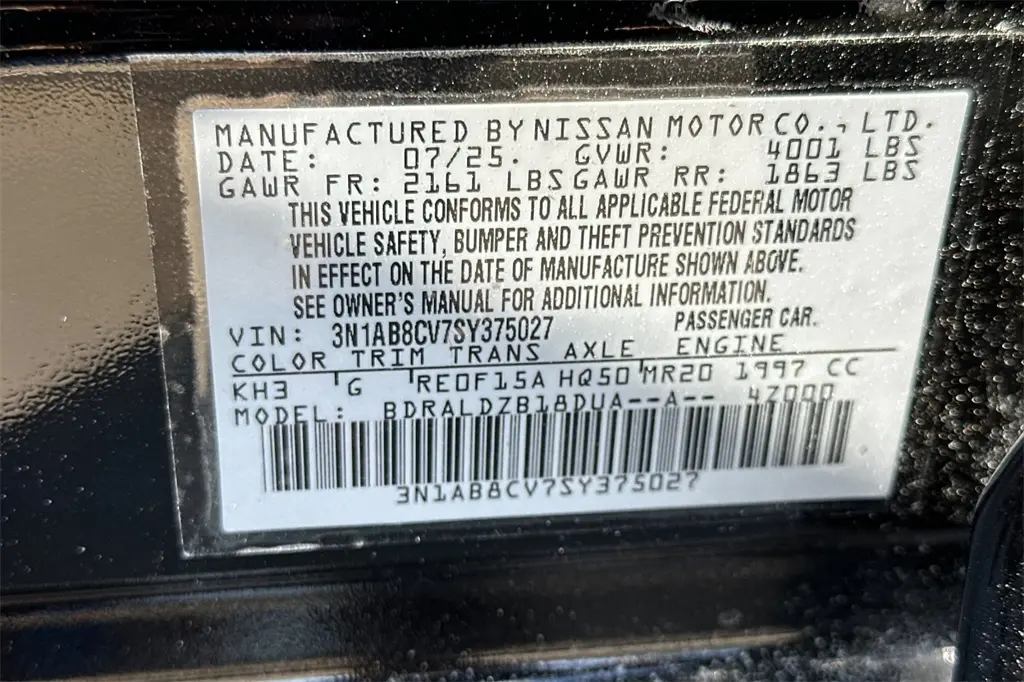 MANUFACTURED BY NISSAN MOTOR CO., LTD.
DATE: 07/25. GVWR: 4001 LBS
GAWR FR: 2161 LBS GAWR RR: 1863 LBS
THIS VEHICLE CONFORMS TO ALL APPLICABLE FEDERAL MOTOR
VEHICLE SAFETY, BUMPER AND THEFT PREVENTION STANDARDS
IN EFFECT ON THE DATE OF MANUFACTURE SHOWN ABOVE.
SEE OWNER'S MANUAL FOR ADDITIONAL INFORMATION.
VIN: 3N1AB8CV7SY375027 PASSENGER CAR.
COLOR TRIM TRANS AXLE ENGINE
KH3 G RE0F15A HQ50 MR20 1997 CC
MODEL: BDRALDZB18DUA--A-- 4Z000
3N1AB8CV7SY375027